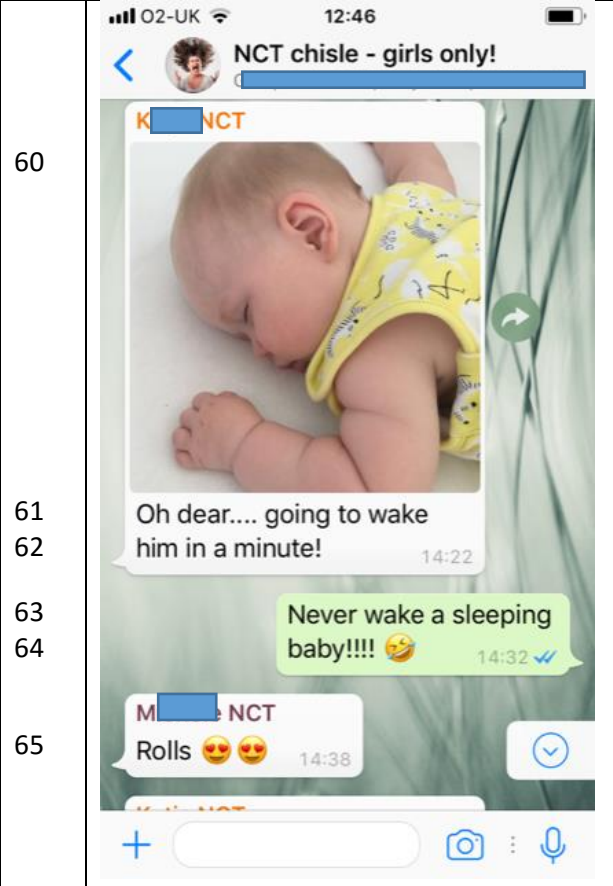 O2-UK 12:46
NCT chisle - girls only!
K NCT
60
61 Oh dear.... going to wake
62 him in a minute!
14:22
63 Never wake a sleeping
64 baby!!!! 🤣
14:32
M e NCT
65 Rolls 😍 😍
14:38